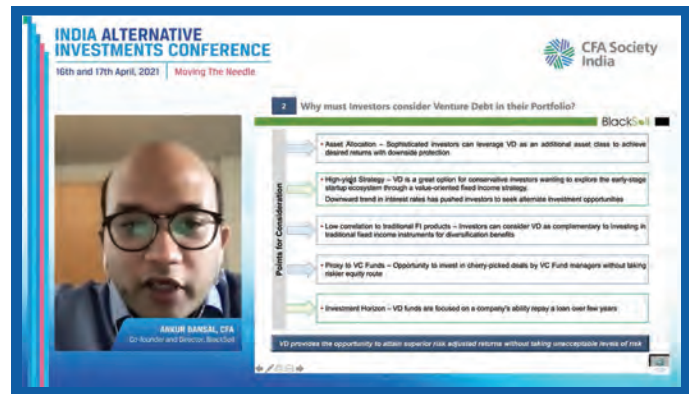 INDIA ALTERNATIVE
INVESTMENTS CONFERENCE
16th and 17th April, 2021 | Moving The Needle
CFA Society
India
2 Why must Investors consider Venture Debt in their Portfolio?
BlackSoil
Points for Consideration
• Asset Allocation – Sophisticated investors can leverage VD as an additional asset class to achieve
desired returns with downside protection
• High-yield Strategy – VD is a great option for conservative investors wanting to explore the early-stage
startup ecosystem through a value-oriented fixed income strategy.
Downward trend in interest rates has pushed investors to seek alternate investment opportunities
• Low correlation to traditional FI products – Investors can consider VD as complementary to investing in
traditional fixed income instruments for diversification benefits
• Proxy to VC Funds – Opportunity to invest in cherry-picked deals by VC Fund managers without taking
riskier equity route
• Investment Horizon – VD funds are focused on a company's ability repay a loan over few years
VD provides the opportunity to attain superior risk adjusted returns without taking unacceptable levels of risk
ANKUR BANSAL, CFA
Co-founder and Director, BlackSoil